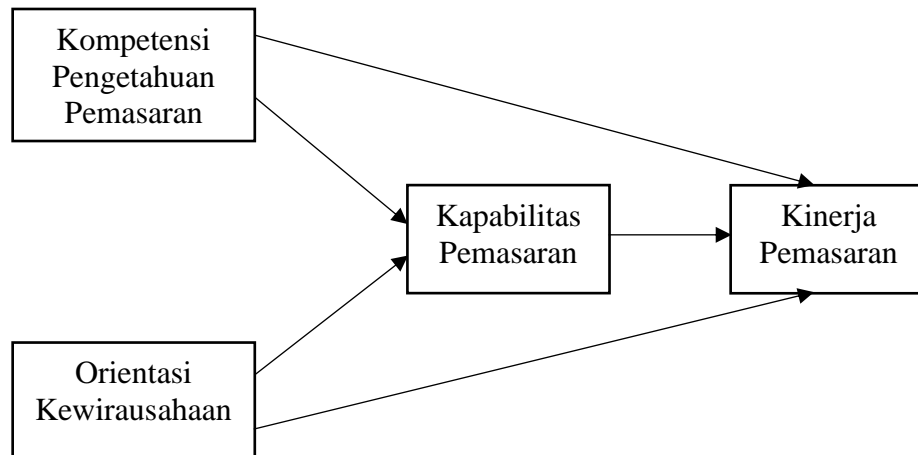 Kompetensi
Pengetahuan
Pemasaran
Kapabilitas
Pemasaran
Kinerja
Pemasaran
Orientasi
Kewirausahaan